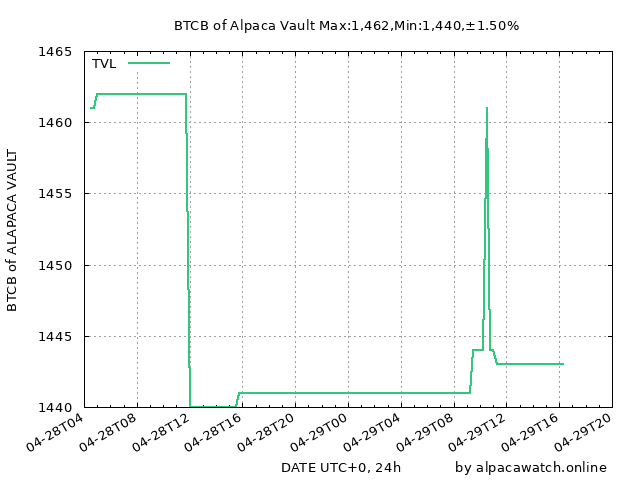 BTCB of Alpaca Vault Max:1,462,Min:1,440,±1.50%
TVL
1465
1460
1455
1450
1445
1440
BTCB of ALAPACA VAULT
04-28T04
04-28T08
04-28T12
04-28T16
04-28T20
04-29T00
04-29T04
04-29T08
04-29T12
04-29T16
04-29T20
DATE UTC+0, 24h
by alpacawatch.online